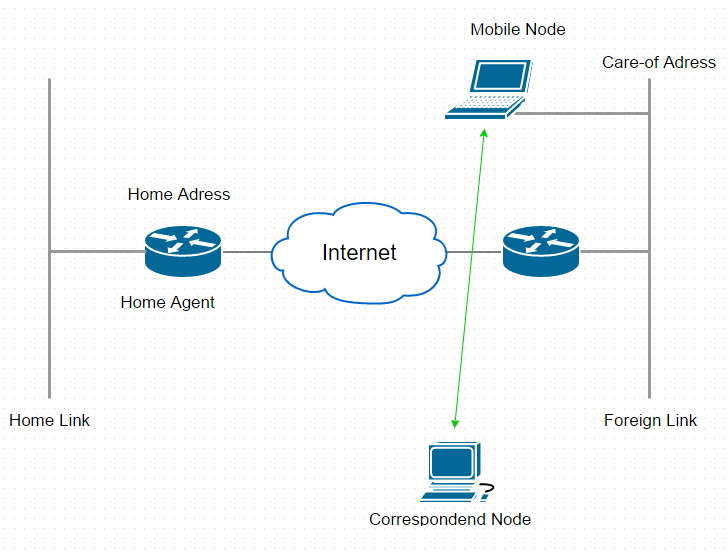 Mobile Node
Care-of Adress
Home Adress
Internet
Home Agent
Home Link
Foreign Link
Correspondend Node